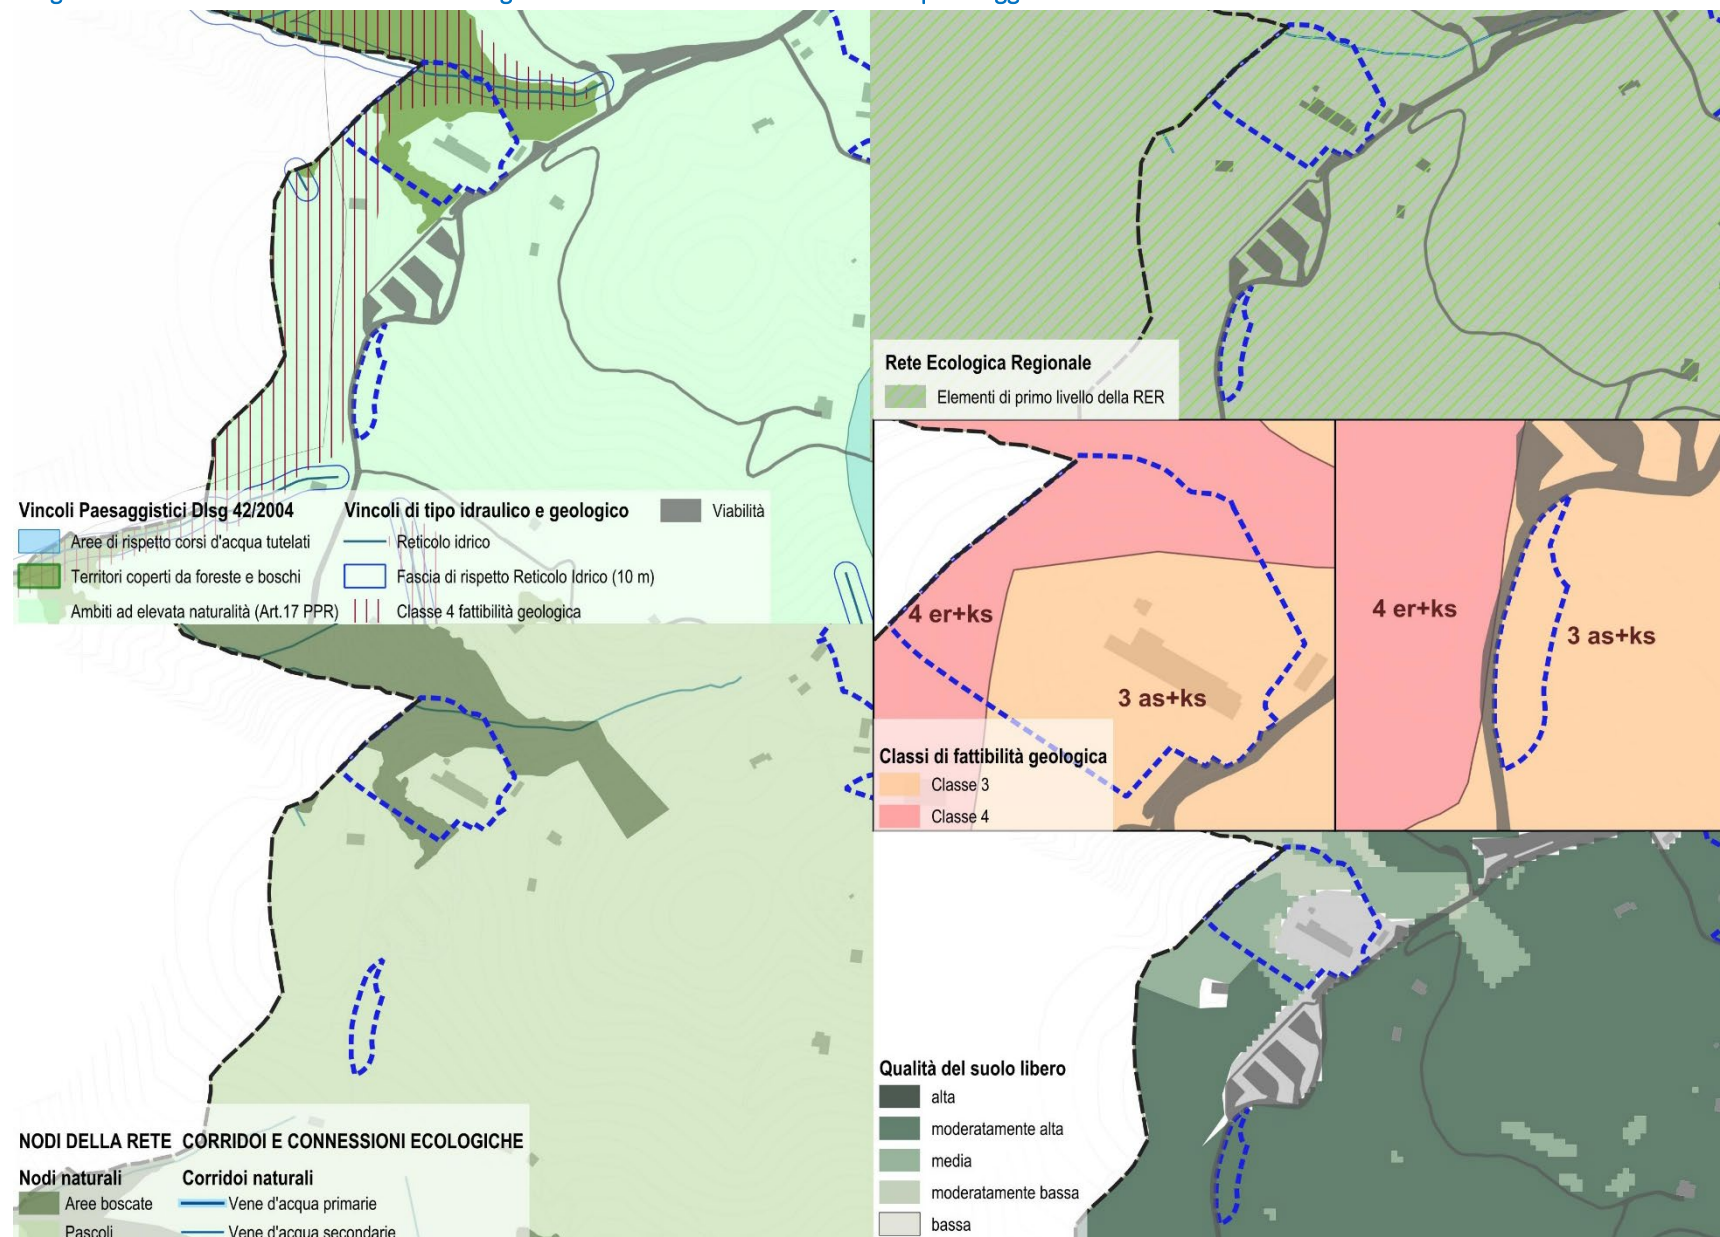 Vincoli Paesaggistici Dlsg 42/2004
Aree di rispetto corsi d'acqua tutelati
Territori coperti da foreste e boschi
Ambiti ad elevata naturalità (Art.17 PPR)
Vincoli di tipo idraulico e geologico
Reticolo idrico
Fascia di rispetto Reticolo Idrico (10 m)
Classe 4 fattibilità geologica
Viabilità
Rete Ecologica Regionale
Elementi di primo livello della RER
4 er+ks
3 as+ks
4 er+ks
3 as+ks
Classi di fattibilità geologica
Classe 3
Classe 4
NODI DELLA RETE CORRIDOI E CONNESSIONI ECOLOGICHE
Nodi naturali
Aree boscate
Pascoli
Corridoi naturali
Vene d'acqua primarie
Vene d'acqua secondarie
Qualità del suolo libero
alta
moderatamente alta
media
moderatamente bassa
bassa